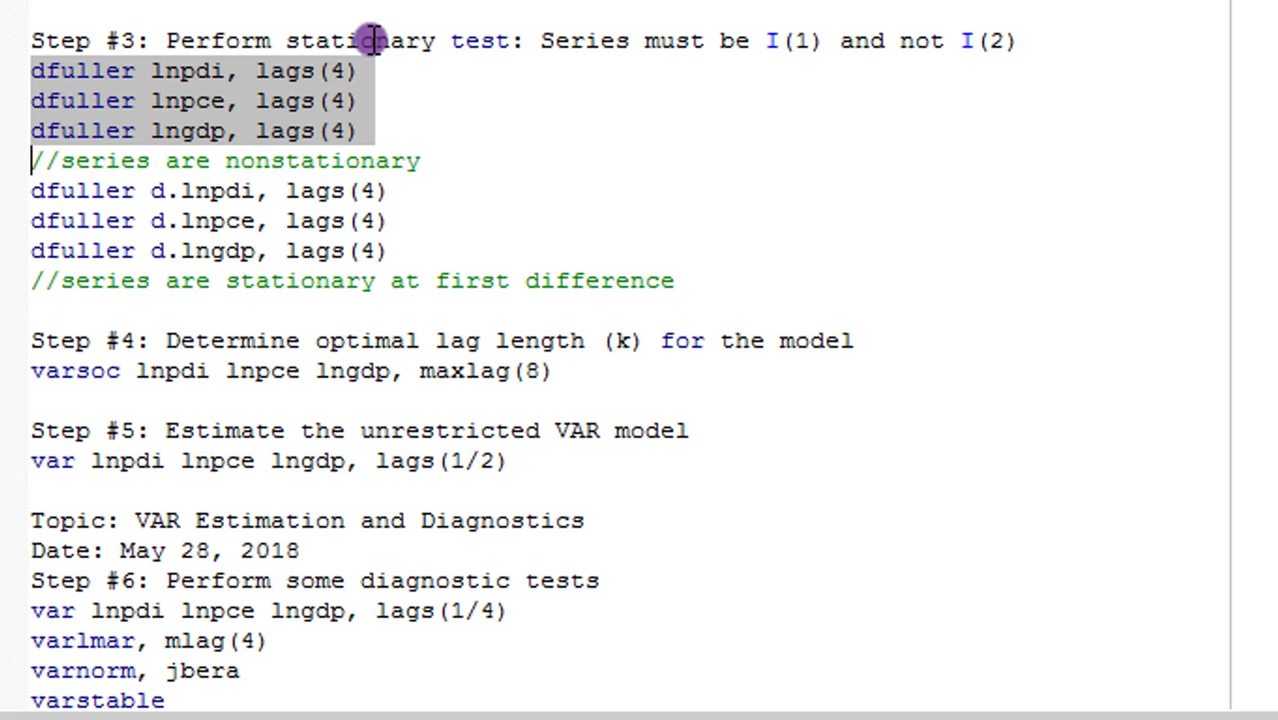 Step #3: Perform stationary test: Series must be I(1) and not I(2)
dfuller lnpdi, lags(4)
dfuller lnpce, lags(4)
dfuller lngdp, lags(4)
//series are nonstationary
dfuller d.lnpdi, lags(4)
dfuller d.lnpce, lags(4)
dfuller d.lngdp, lags(4)
//series are stationary at first difference
Step #4: Determine optimal lag length (k) for the model
varsoc lnpdi lnpce lngdp, maxlag(8)
Step #5: Estimate the unrestricted VAR model
var lnpdi lnpce lngdp, lags(1/2)
Topic: VAR Estimation and Diagnostics
Date: May 28, 2018
Step #6: Perform some diagnostic tests
var lnpdi lnpce lngdp, lags(1/4)
varlmar, mlag(4)
varnorm, jbera
varstable